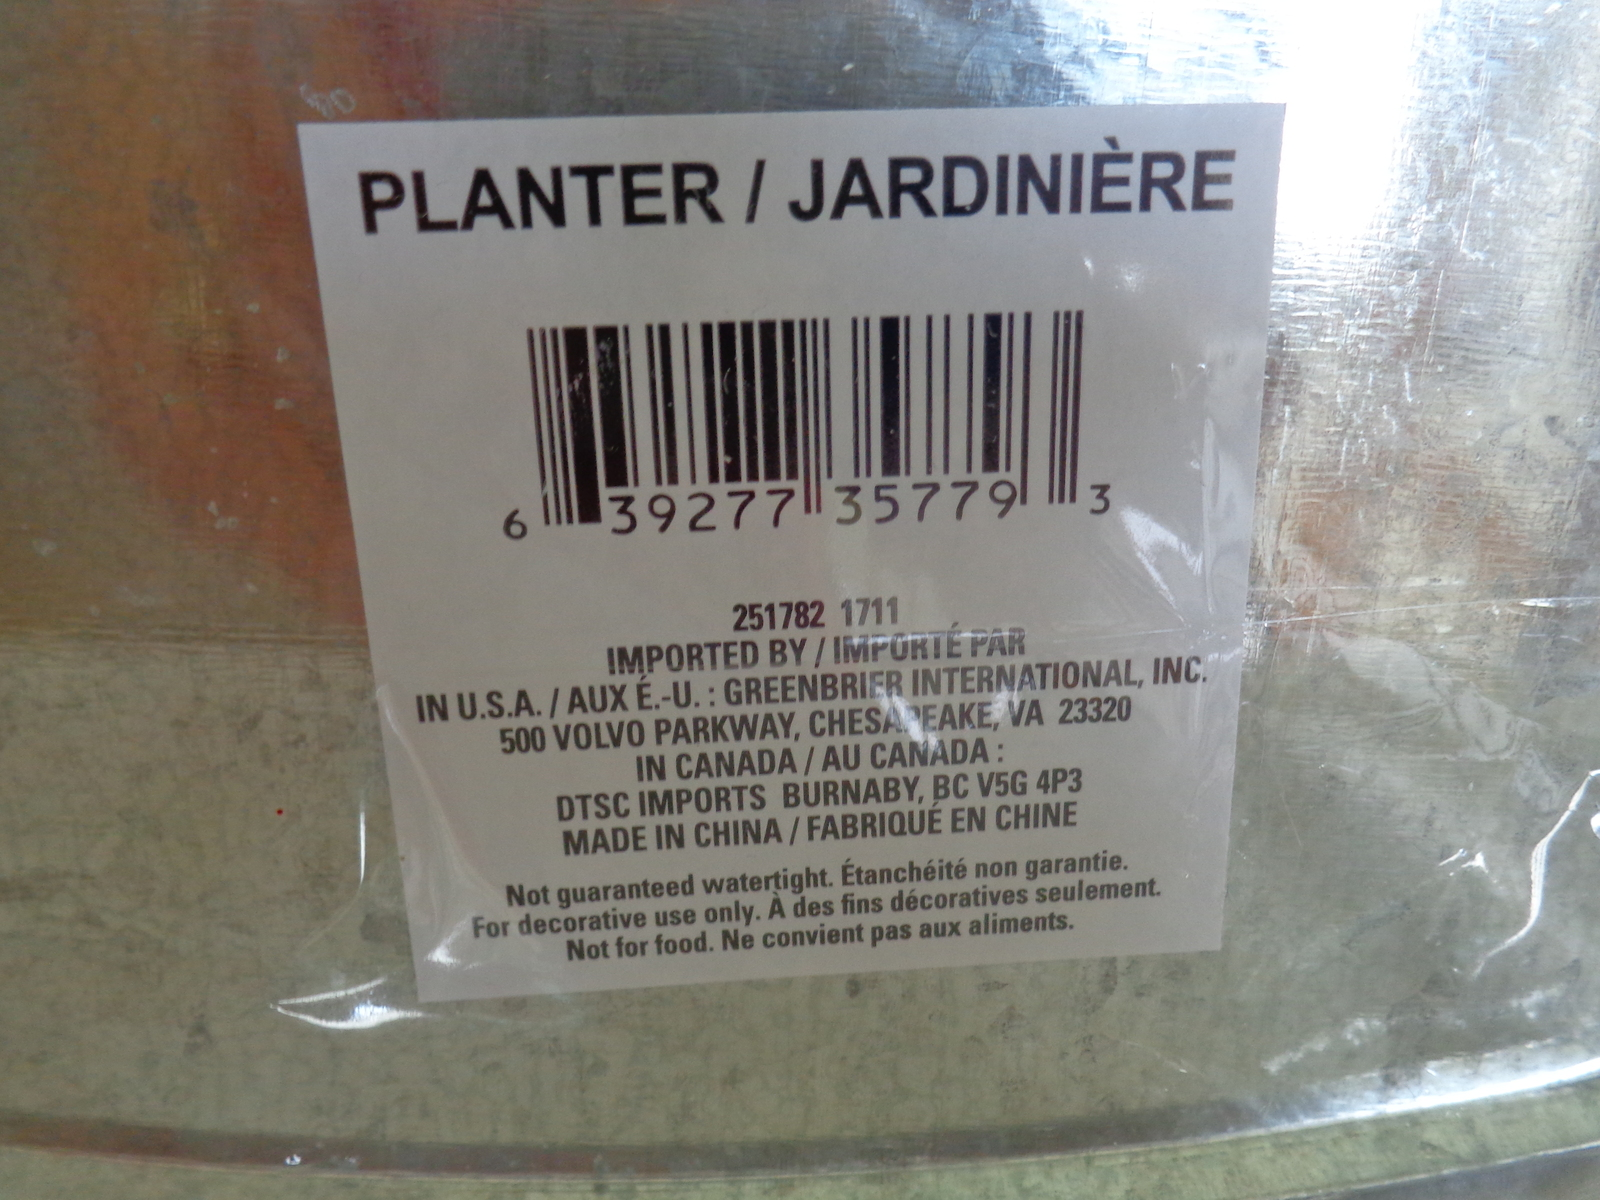 PLANTER / JARDINIÈRE
6 39277 35779 3
251782 1711
IMPORTED BY / IMPORTÉ PAR
IN U.S.A. / AUX É.-U. : GREENBRIER INTERNATIONAL, INC.
500 VOLVO PARKWAY, CHESAPEAKE, VA 23320
IN CANADA / AU CANADA :
DTSC IMPORTS BURNABY, BC V5G 4P3
MADE IN CHINA / FABRIQUÉ EN CHINE
Not guaranteed watertight. Étanchéité non garantie.
For decorative use only. À des fins décoratives seulement.
Not for food. Ne convient pas aux aliments.